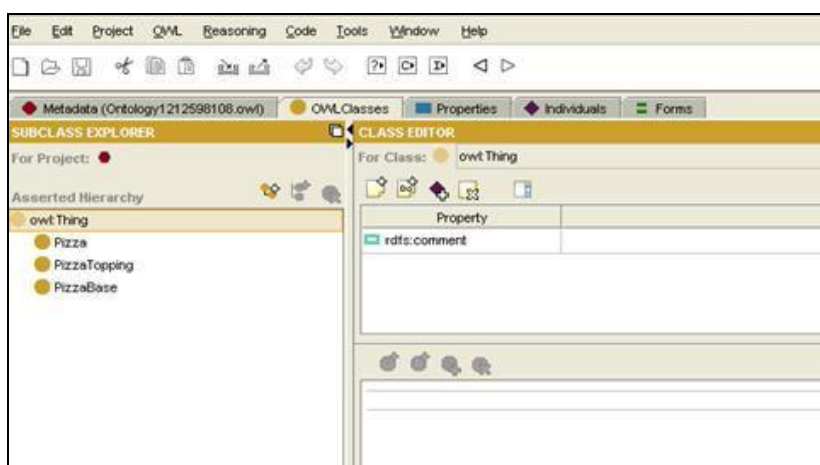 File Edit Project OWL Reasoning Code Tools Window Help
Metadata (Ontology1212598108.owl) OWLClasses Properties Individuals Forms
SUBCLASS EXPLORER
CLASS EDITOR
For Project:
For Class: owl:Thing
Asserted Hierarchy
Property
owl:Thing
rdfs:comment
Pizza
PizzaTopping
PizzaBase